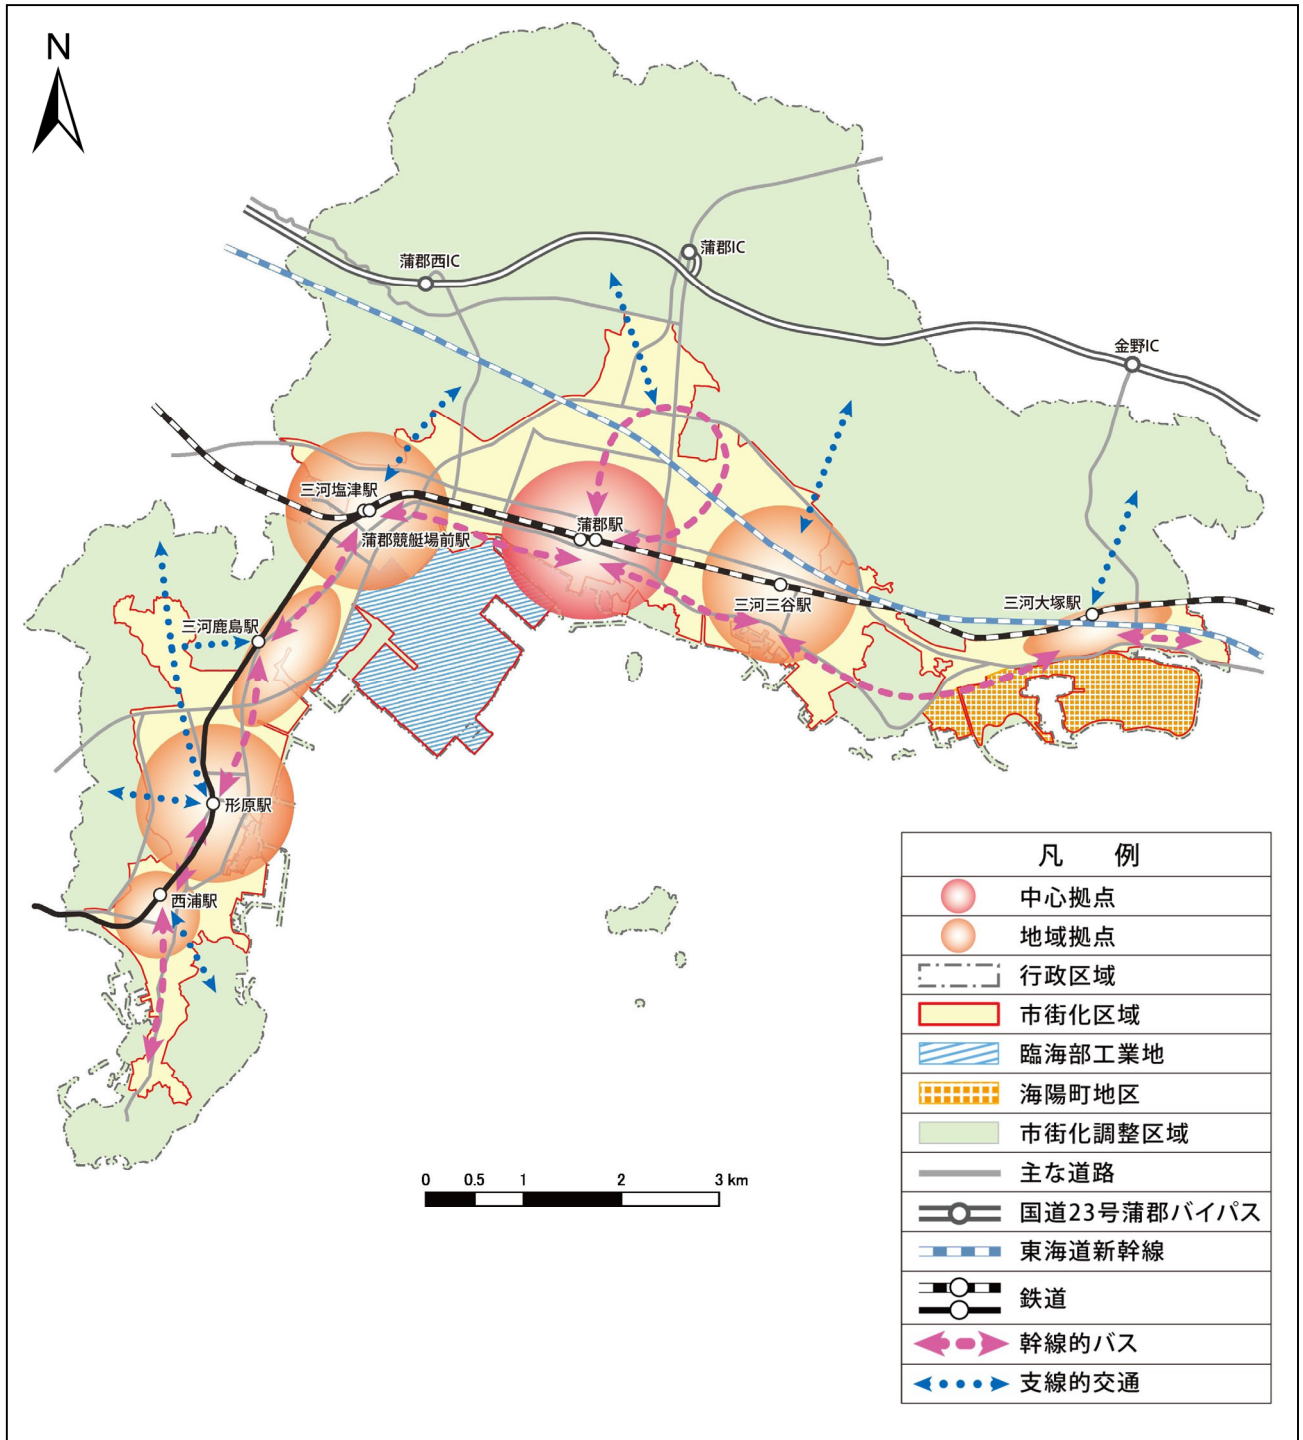 N
蒲郡西IC
蒲郡IC
金野IC
三河塩津駅
蒲郡競艇場前駅
蒲郡駅
三河三谷駅
三河大塚駅
三河鹿島駅
形原駅
西浦駅
凡 例
中心拠点
地域拠点
行政区域
市街化区域
臨海部工業地
海陽町地区
市街化調整区域
主な道路
国道23号蒲郡バイパス
東海道新幹線
鉄道
幹線的バス
支線的交通
0 0.5 1 2 3 km